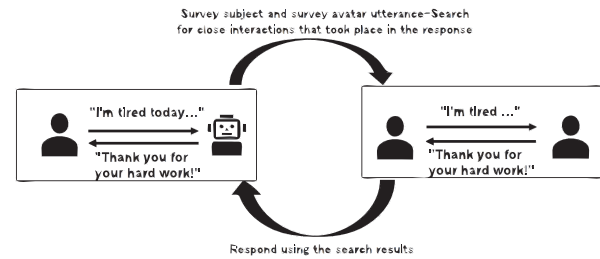 Survey subject and survey avatar utterance-Search
for close interactions that took place in the response
"I'm tired today..."
"Thank you for
your hard work!"
"I'm tired ..."
"Thank you for
your hard work!"
Respond using the search results